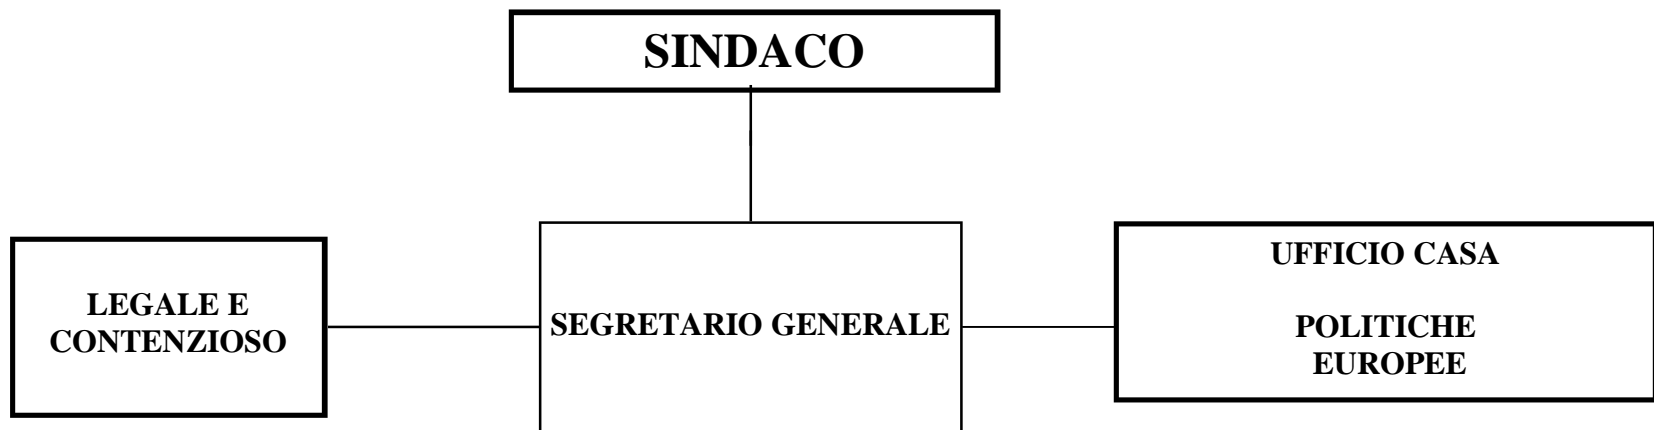 SINDACO
LEGALE E
CONTENZIOSO
SEGRETARIO GENERALE
UFFICIO CASA
POLITICHE
EUROPEE